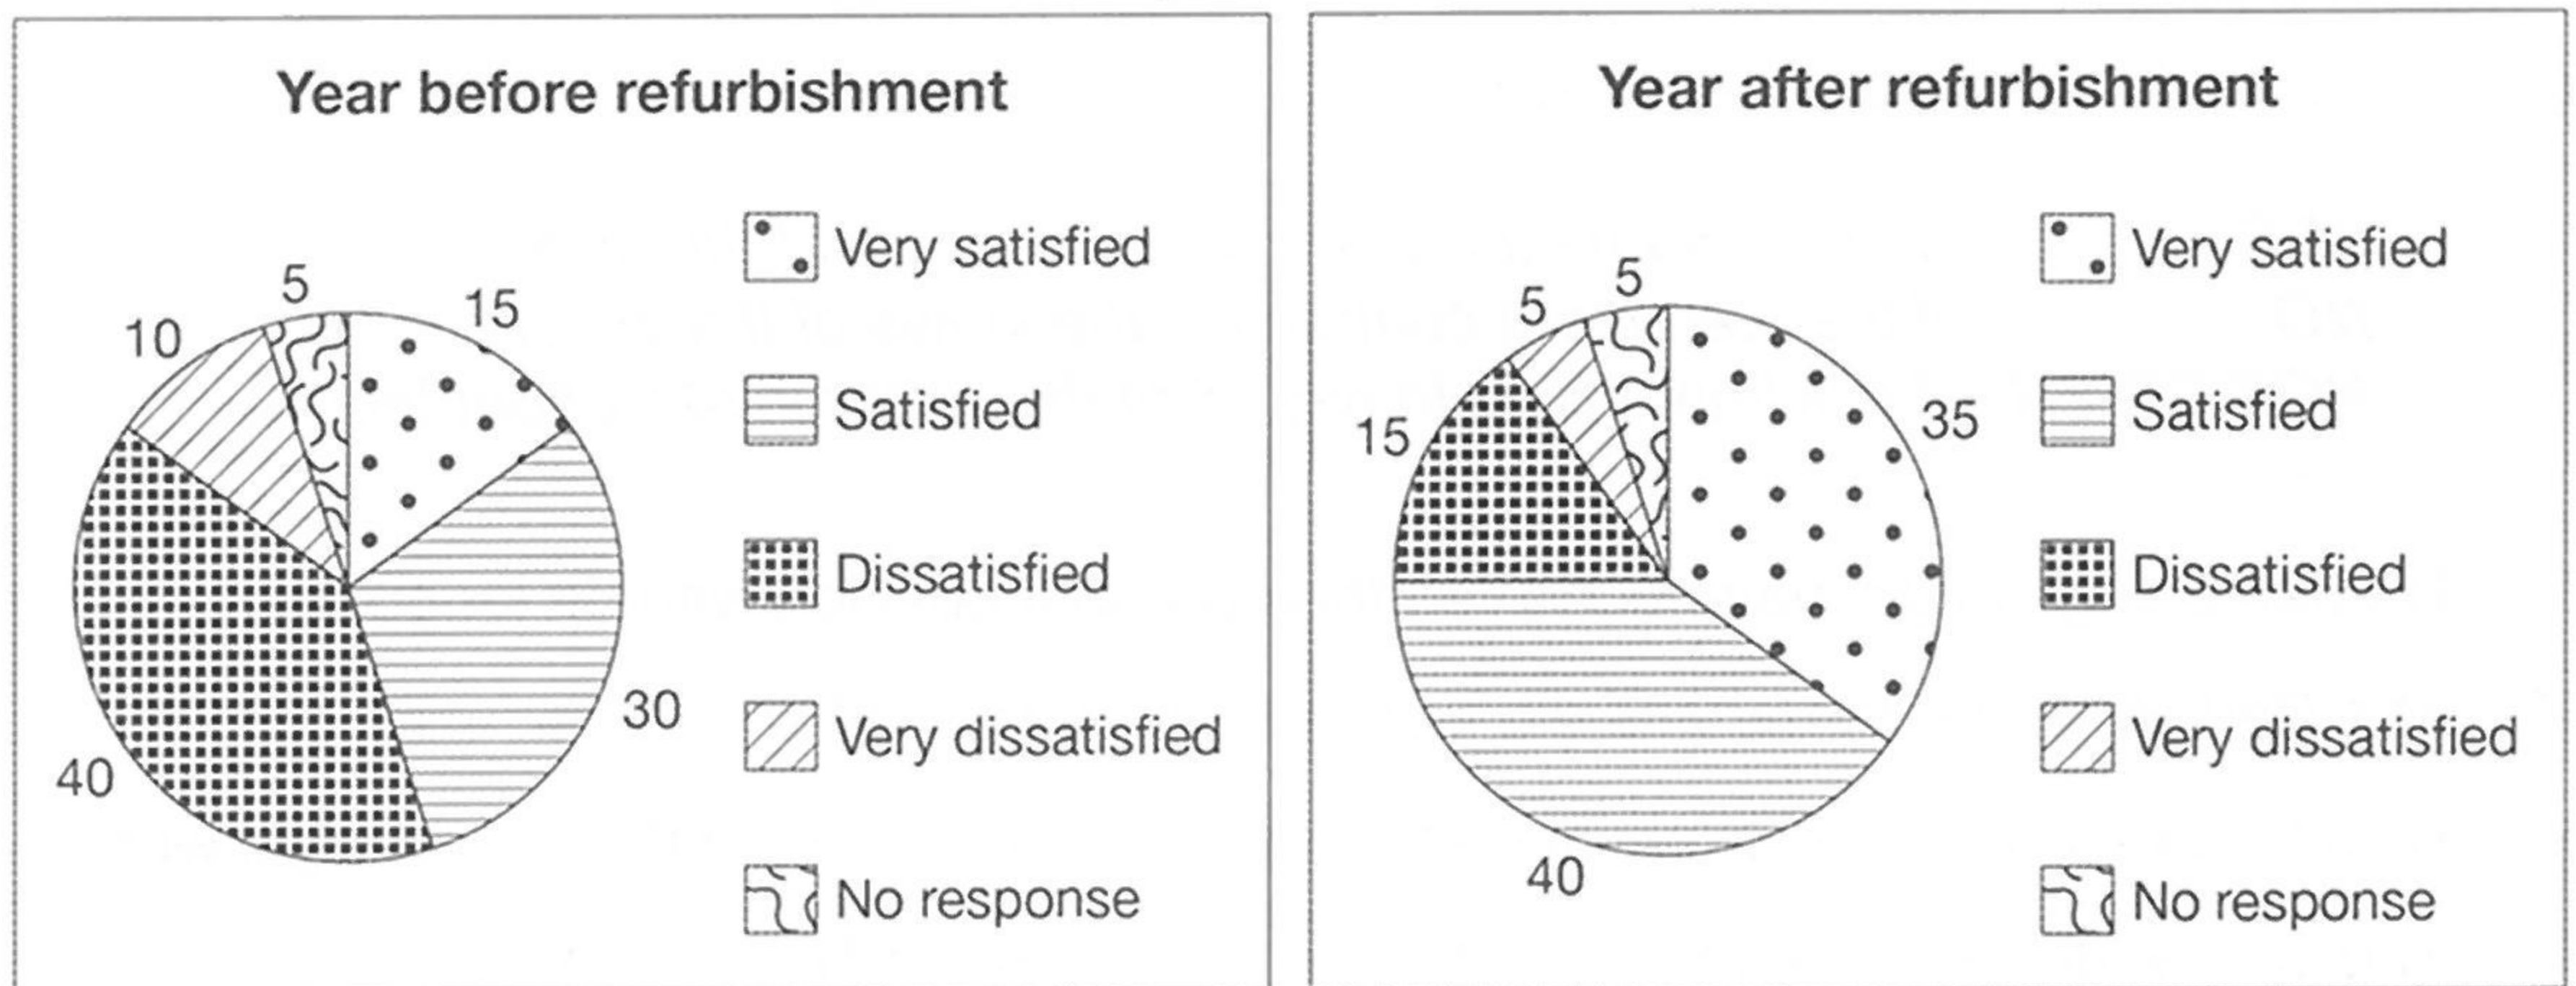 Year before refurbishment
5
15
10
30
40
Very satisfied
Satisfied
Dissatisfied
Very dissatisfied
No response
Year after refurbishment
5
5
35
15
40
Very satisfied
Satisfied
Dissatisfied
Very dissatisfied
No response